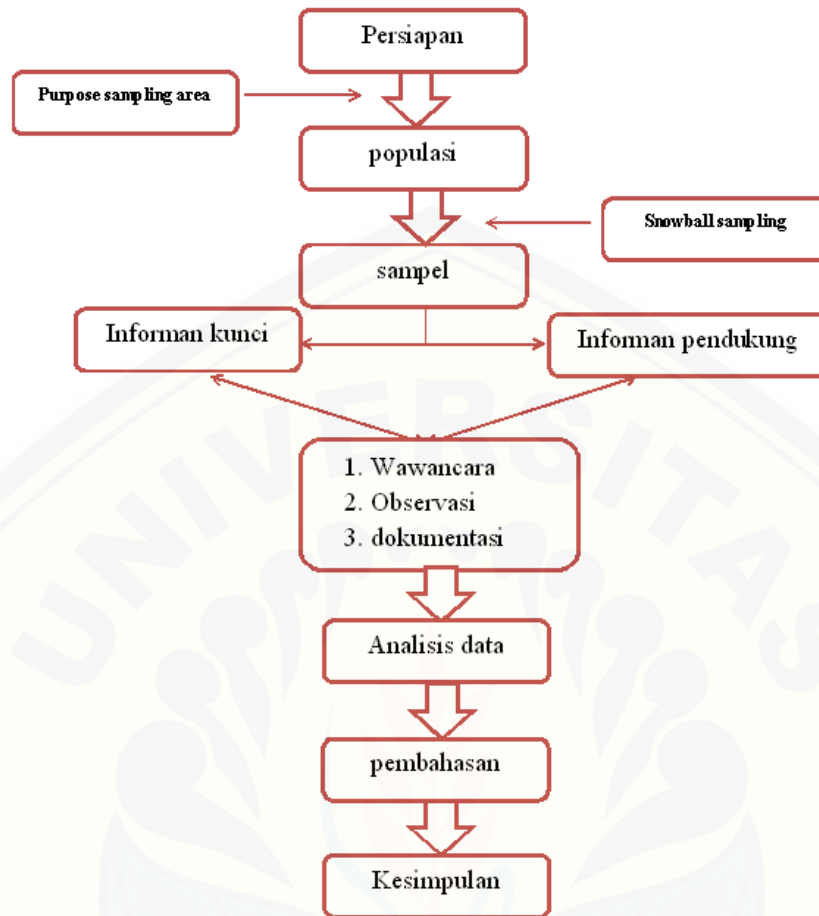 Persiapan
Purpose sampling area
populasi
Snowball sampling
sampel
Informan kunci
Informan pendukung
1. Wawancara
2. Observasi
3. dokumentasi
Analisis data
pembahasan
Kesimpulan
UNIVERSITAS